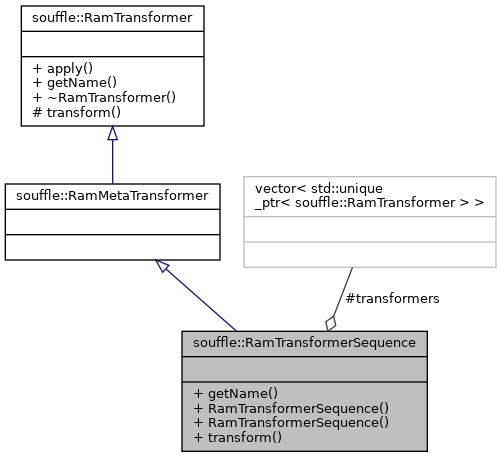 souffle::RamTransformer
+ apply()
+ getName()
+ ~RamTransformer()
# transform()
souffle::RamMetaTransformer
vector< std::unique
_ptr< souffle::RamTransformer > >
#transformers
souffle::RamTransformerSequence
+ getName()
+ RamTransformerSequence()
+ RamTransformerSequence()
+ transform()